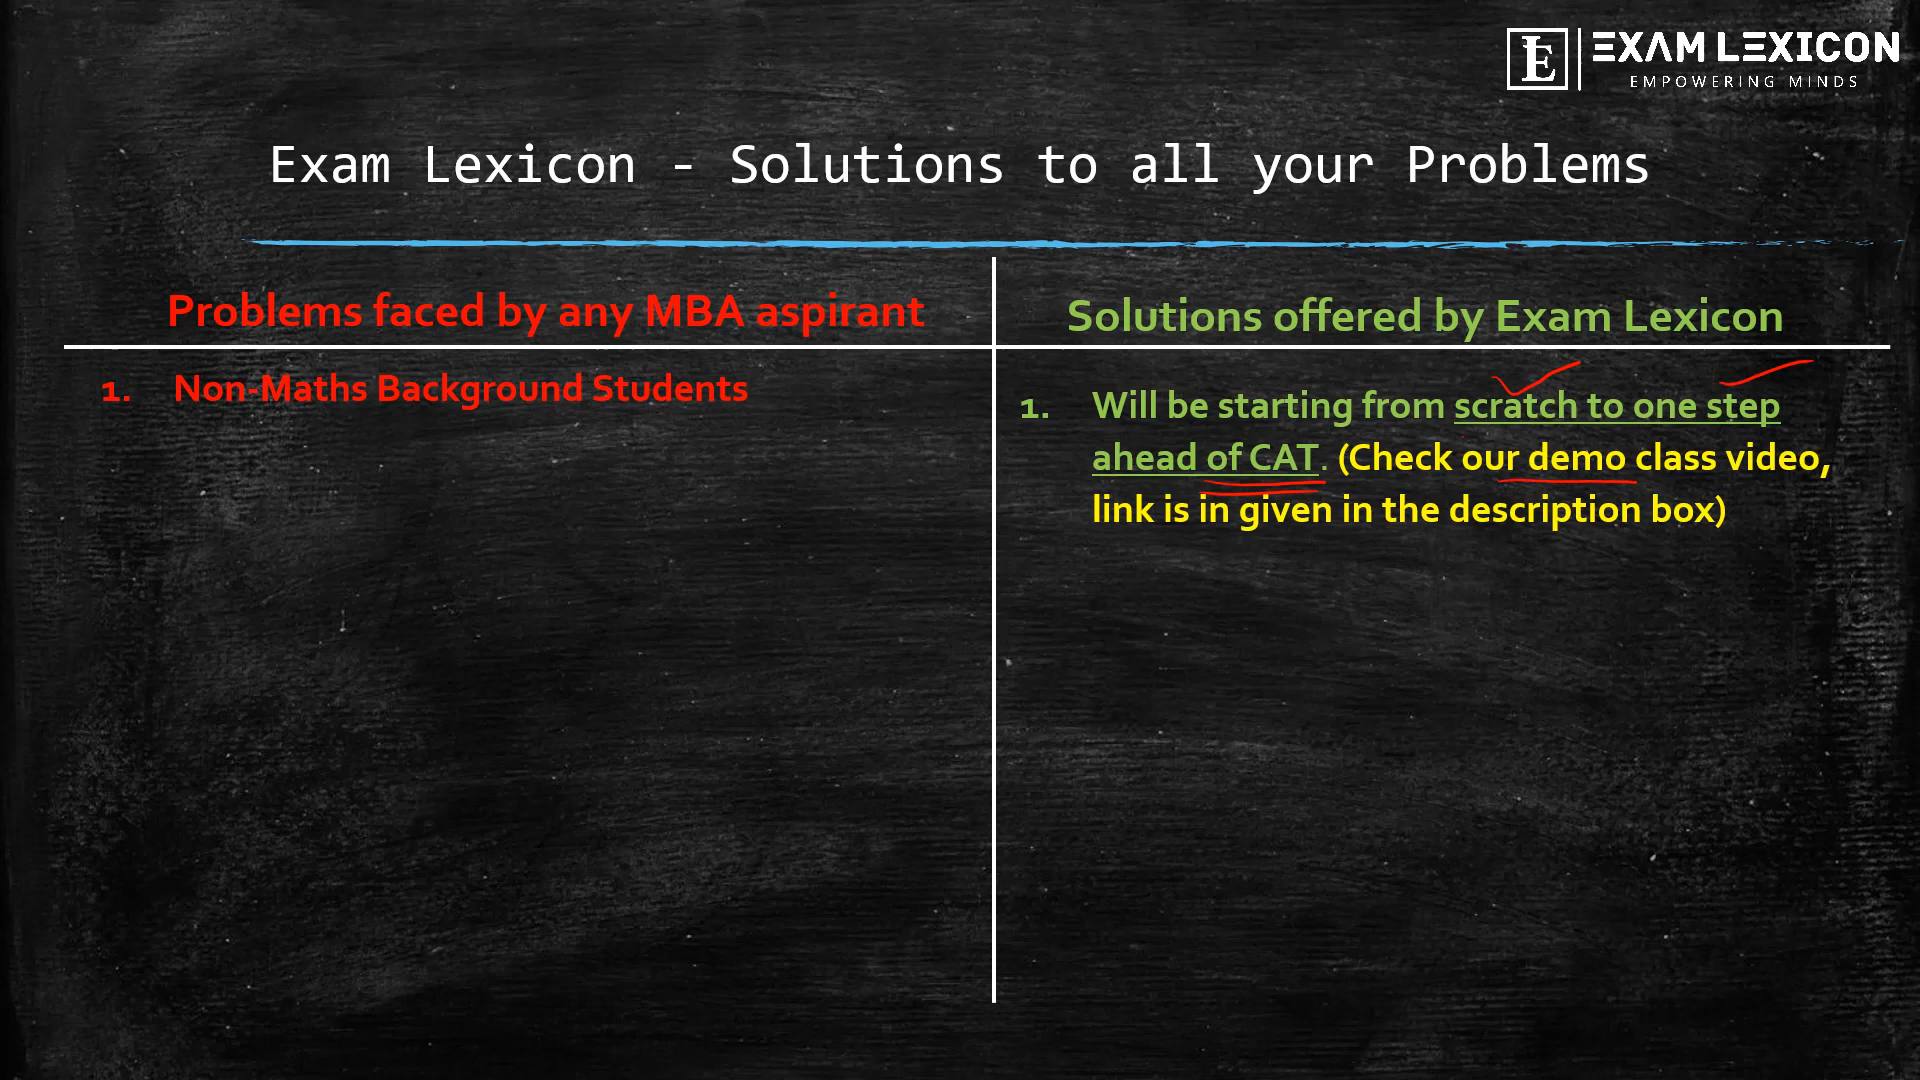 EXAM LEXICON
EMPOWERING MINDS
Exam Lexicon - Solutions to all your Problems
Problems faced by any MBA aspirant
1. Non-Maths Background Students
Solutions offered by Exam Lexicon
1. Will be starting from scratch to one step
ahead of CAT. (Check our demo class video,
link is in given in the description box)